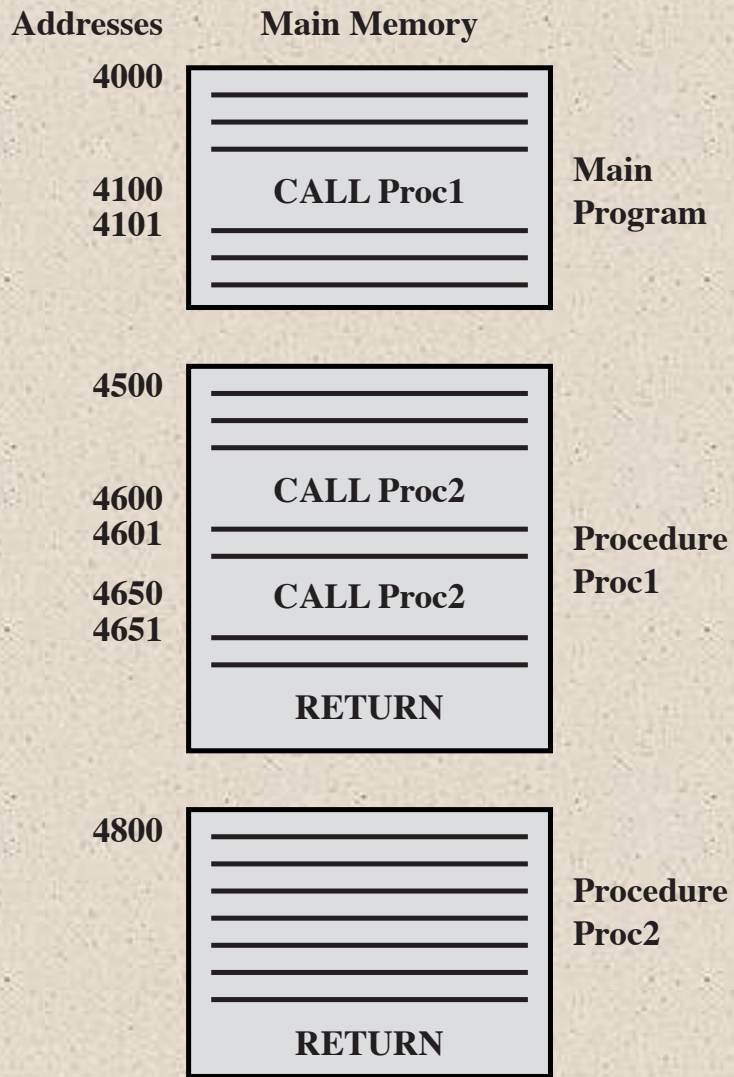 Addresses Main Memory
4000
4100 CALL Proc1
4101
Main
Program
4500
4600 CALL Proc2
4601
4650 CALL Proc2
4651
RETURN
Procedure
Proc1
4800
RETURN
Procedure
Proc2